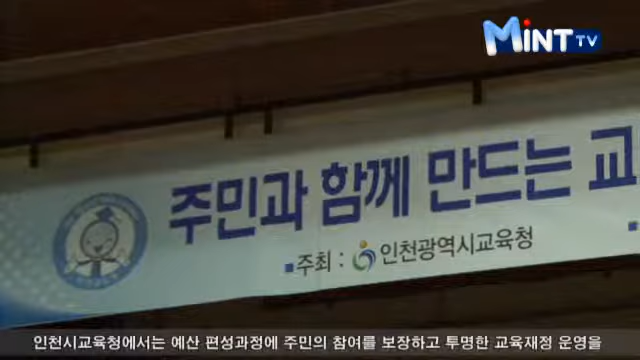 MiNT TV
주민과 함께 만드는 교
주최 : 인천광역시교육청
인천시교육청에서는 예산 편성과정에 주민의 참여를 보장하고 투명한 교육재정 운영을